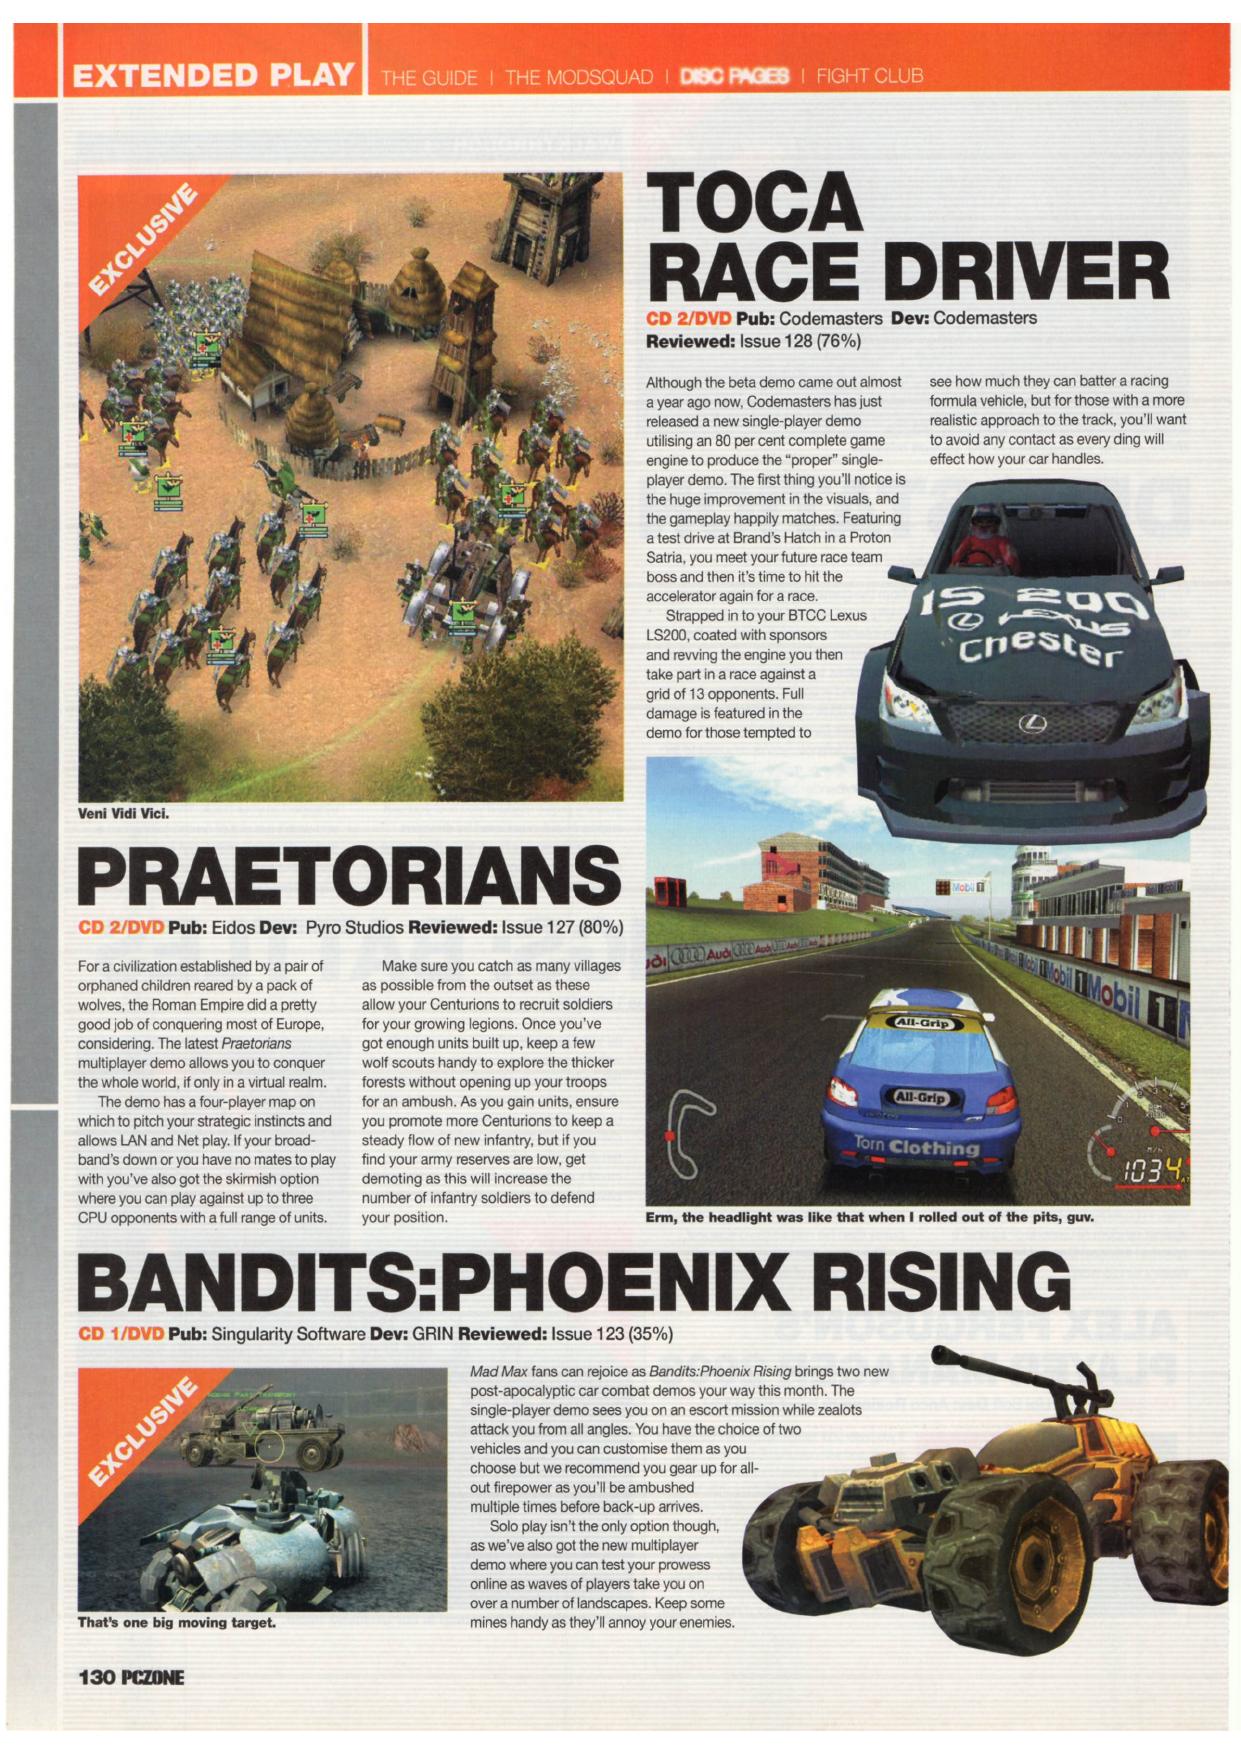 EXTENDED PLAY
THE GUIDE | THE MODSQUAD | DISC PAGES | FIGHT CLUB
EXCLUSIVE
Veni Vidi Vici.
PRAETORIANS
CD 2/DVD Pub: Eidos Dev: Pyro Studios Reviewed: Issue 127 (80%)
For a civilization established by a pair of
orphaned children reared by a pack of
wolves, the Roman Empire did a pretty
good job of conquering most of Europe,
considering. The latest Praetorians
multiplayer demo allows you to conquer
the whole world, if only in a virtual realm.
The demo has a four-player map on
which to pitch your strategic instincts and
allows LAN and Net play. If your broad-
band's down or you have no mates to play
with you've also got the skirmish option
where you can play against up to three
CPU opponents with a full range of units.
Make sure you catch as many villages
as possible from the outset as these
allow your Centurions to recruit soldiers
for your growing legions. Once you've
got enough units built up, keep a few
wolf scouts handy to explore the thicker
forests without opening up your troops
for an ambush. As you gain units, ensure
you promote more Centurions to keep a
steady flow of new infantry, but if you
find your army reserves are low, get
demoting as this will increase the
number of infantry soldiers to defend
your position.
TOCA
RACE DRIVER
CD 2/DVD Pub: Codemasters Dev: Codemasters
Reviewed: Issue 128 (76%)
Although the beta demo came out almost
a year ago now, Codemasters has just
released a new single-player demo
utilising an 80 per cent complete game
engine to produce the "proper" single-
player demo. The first thing you'll notice is
the huge improvement in the visuals, and
the gameplay happily matches. Featuring
a test drive at Brand's Hatch in a Proton
Satria, you meet your future race team
boss and then it's time to hit the
accelerator again for a race.
Strapped in to your BTCC Lexus
LS200, coated with sponsors
and revving the engine you then
take part in a race against a
grid of 13 opponents. Full
damage is featured in the
demo for those tempted to
see how much they can batter a racing
formula vehicle, but for those with a more
realistic approach to the track, you'll want
to avoid any contact as every ding will
effect how your car handles.
IS 200
LEXUS
Chester
Mobil 1
Audi Audi Audi
Mobil 1 Mobil 1
All-Grip
All-Grip
Torn Clothing
103 4
Erm, the headlight was like that when I rolled out of the pits, guv.
BANDITS:PHOENIX RISING
CD 1/DVD Pub: Singularity Software Dev: GRIN Reviewed: Issue 123 (35%)
EXCLUSIVE
That's one big moving target.
Mad Max fans can rejoice as Bandits:Phoenix Rising brings two new
post-apocalyptic car combat demos your way this month. The
single-player demo sees you on an escort mission while zealots
attack you from all angles. You have the choice of two
vehicles and you can customise them as you
choose but we recommend you gear up for all-
out firepower as you'll be ambushed
multiple times before back-up arrives.
Solo play isn't the only option though,
as we've also got the new multiplayer
demo where you can test your prowess
online as waves of players take you on
over a number of landscapes. Keep some
mines handy as they'll annoy your enemies.
130 PCZONE